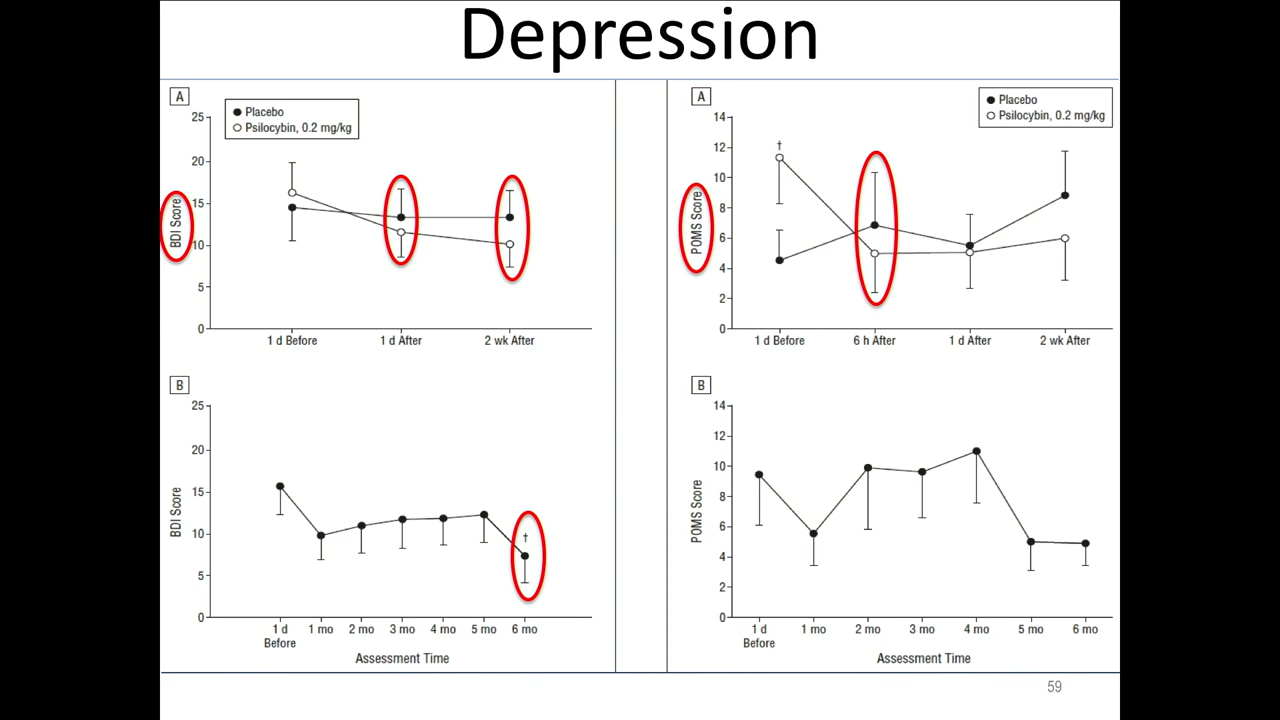 Depression
A
Placebo
Psilocybin, 0.2 mg/kg
25
20
15
10
5
0
BDI Score
1 d Before
1 d After
2 wk After
A
Placebo
Psilocybin, 0.2 mg/kg
14
12
10
8
6
4
2
0
†
POMS Score
1 d Before
6 h After
1 d After
2 wk After
B
25
20
15
10
5
0
BDI Score
†
1 d
Before
1 mo
2 mo
3 mo
4 mo
5 mo
6 mo
Assessment Time
B
14
12
10
8
6
4
2
0
POMS Score
1 d
Before
1 mo
2 mo
3 mo
4 mo
5 mo
6 mo
Assessment Time
59